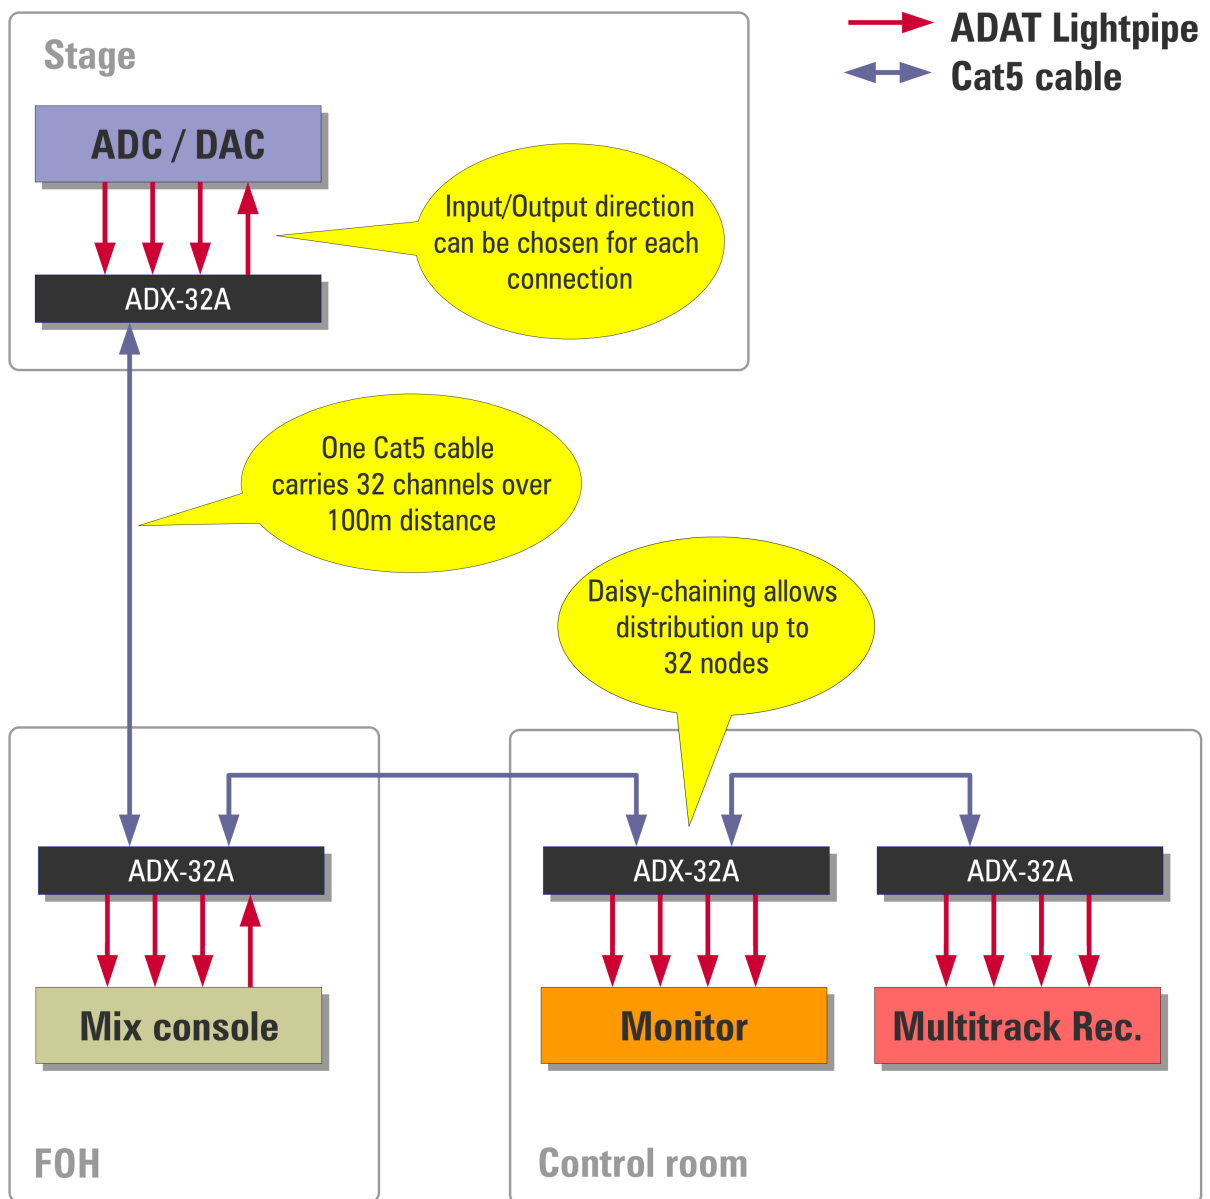 Stage
ADAT Lightpipe
Cat5 cable
ADC / DAC
Input/Output direction
can be chosen for each
connection
ADX-32A
One Cat5 cable
carries 32 channels over
100m distance
Daisy-chaining allows
distribution up to
32 nodes
ADX-32A
ADX-32A
ADX-32A
Mix console
Monitor
Multitrack Rec.
FOH
Control room